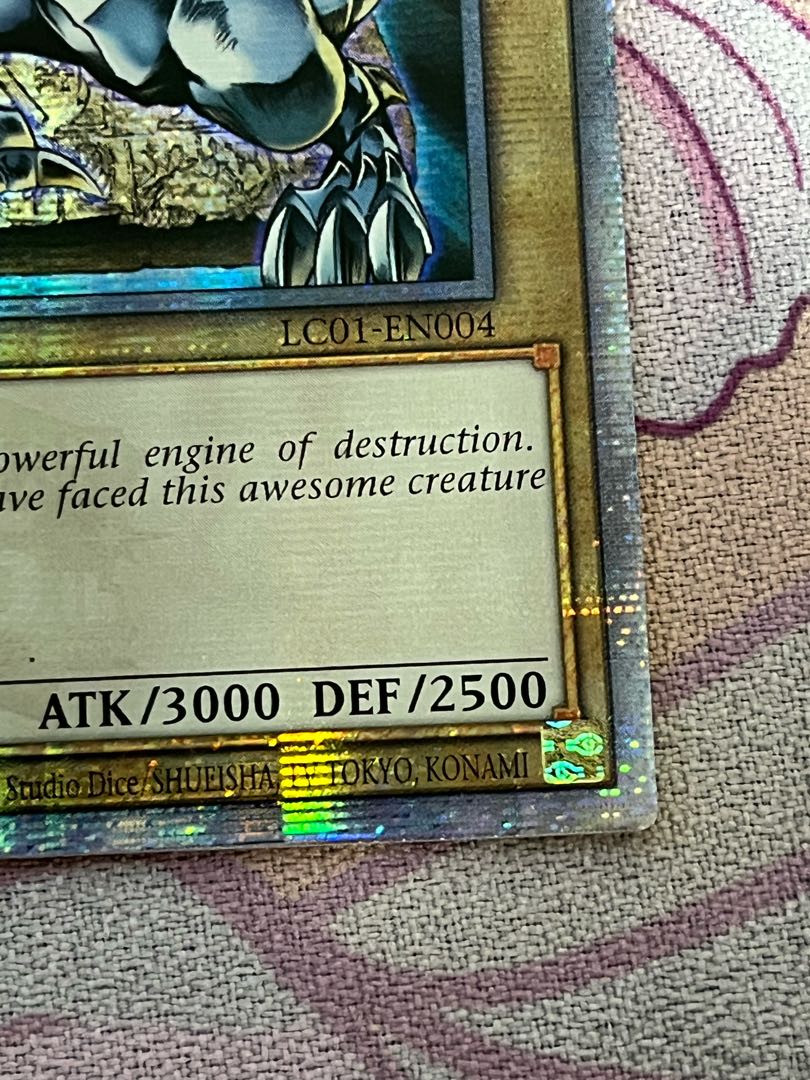 LC01-EN004
owerful engine of destruction.
ave faced this awesome creature
.
ATK/3000 DEF/2500
Studio Dice/SHUEISHA, TV TOKYO, KONAMI